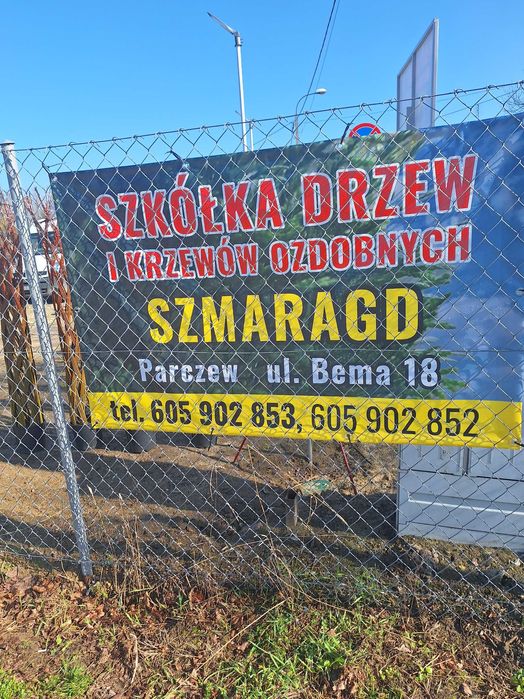 SZKÓŁKA DRZEW
I KRZEWÓW OZDOBNYCH
SZMARAGD
Parczew ul. Bema 18
tel. 605 902 853, 605 902 852